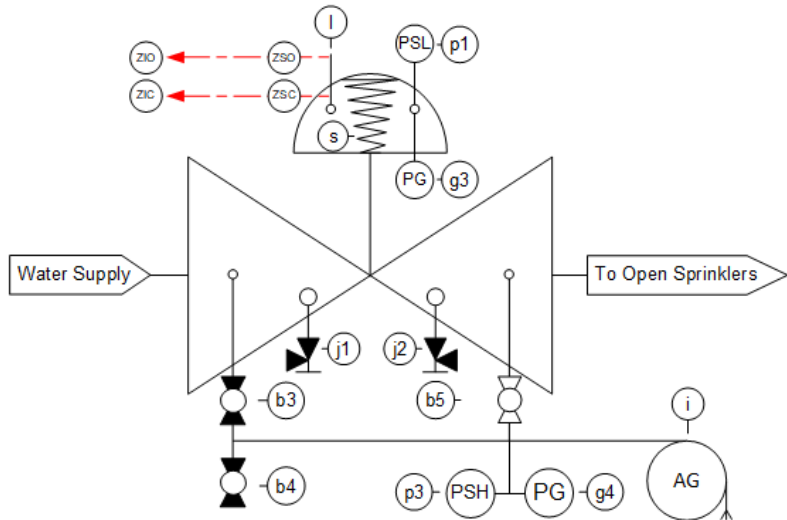 l
PSL p1
ZIO ZSO
ZIC ZSC
s
PG g3
Water Supply
To Open Sprinklers
j1
j2
b3
b5
i
b4
p3 PSH PG g4
AG